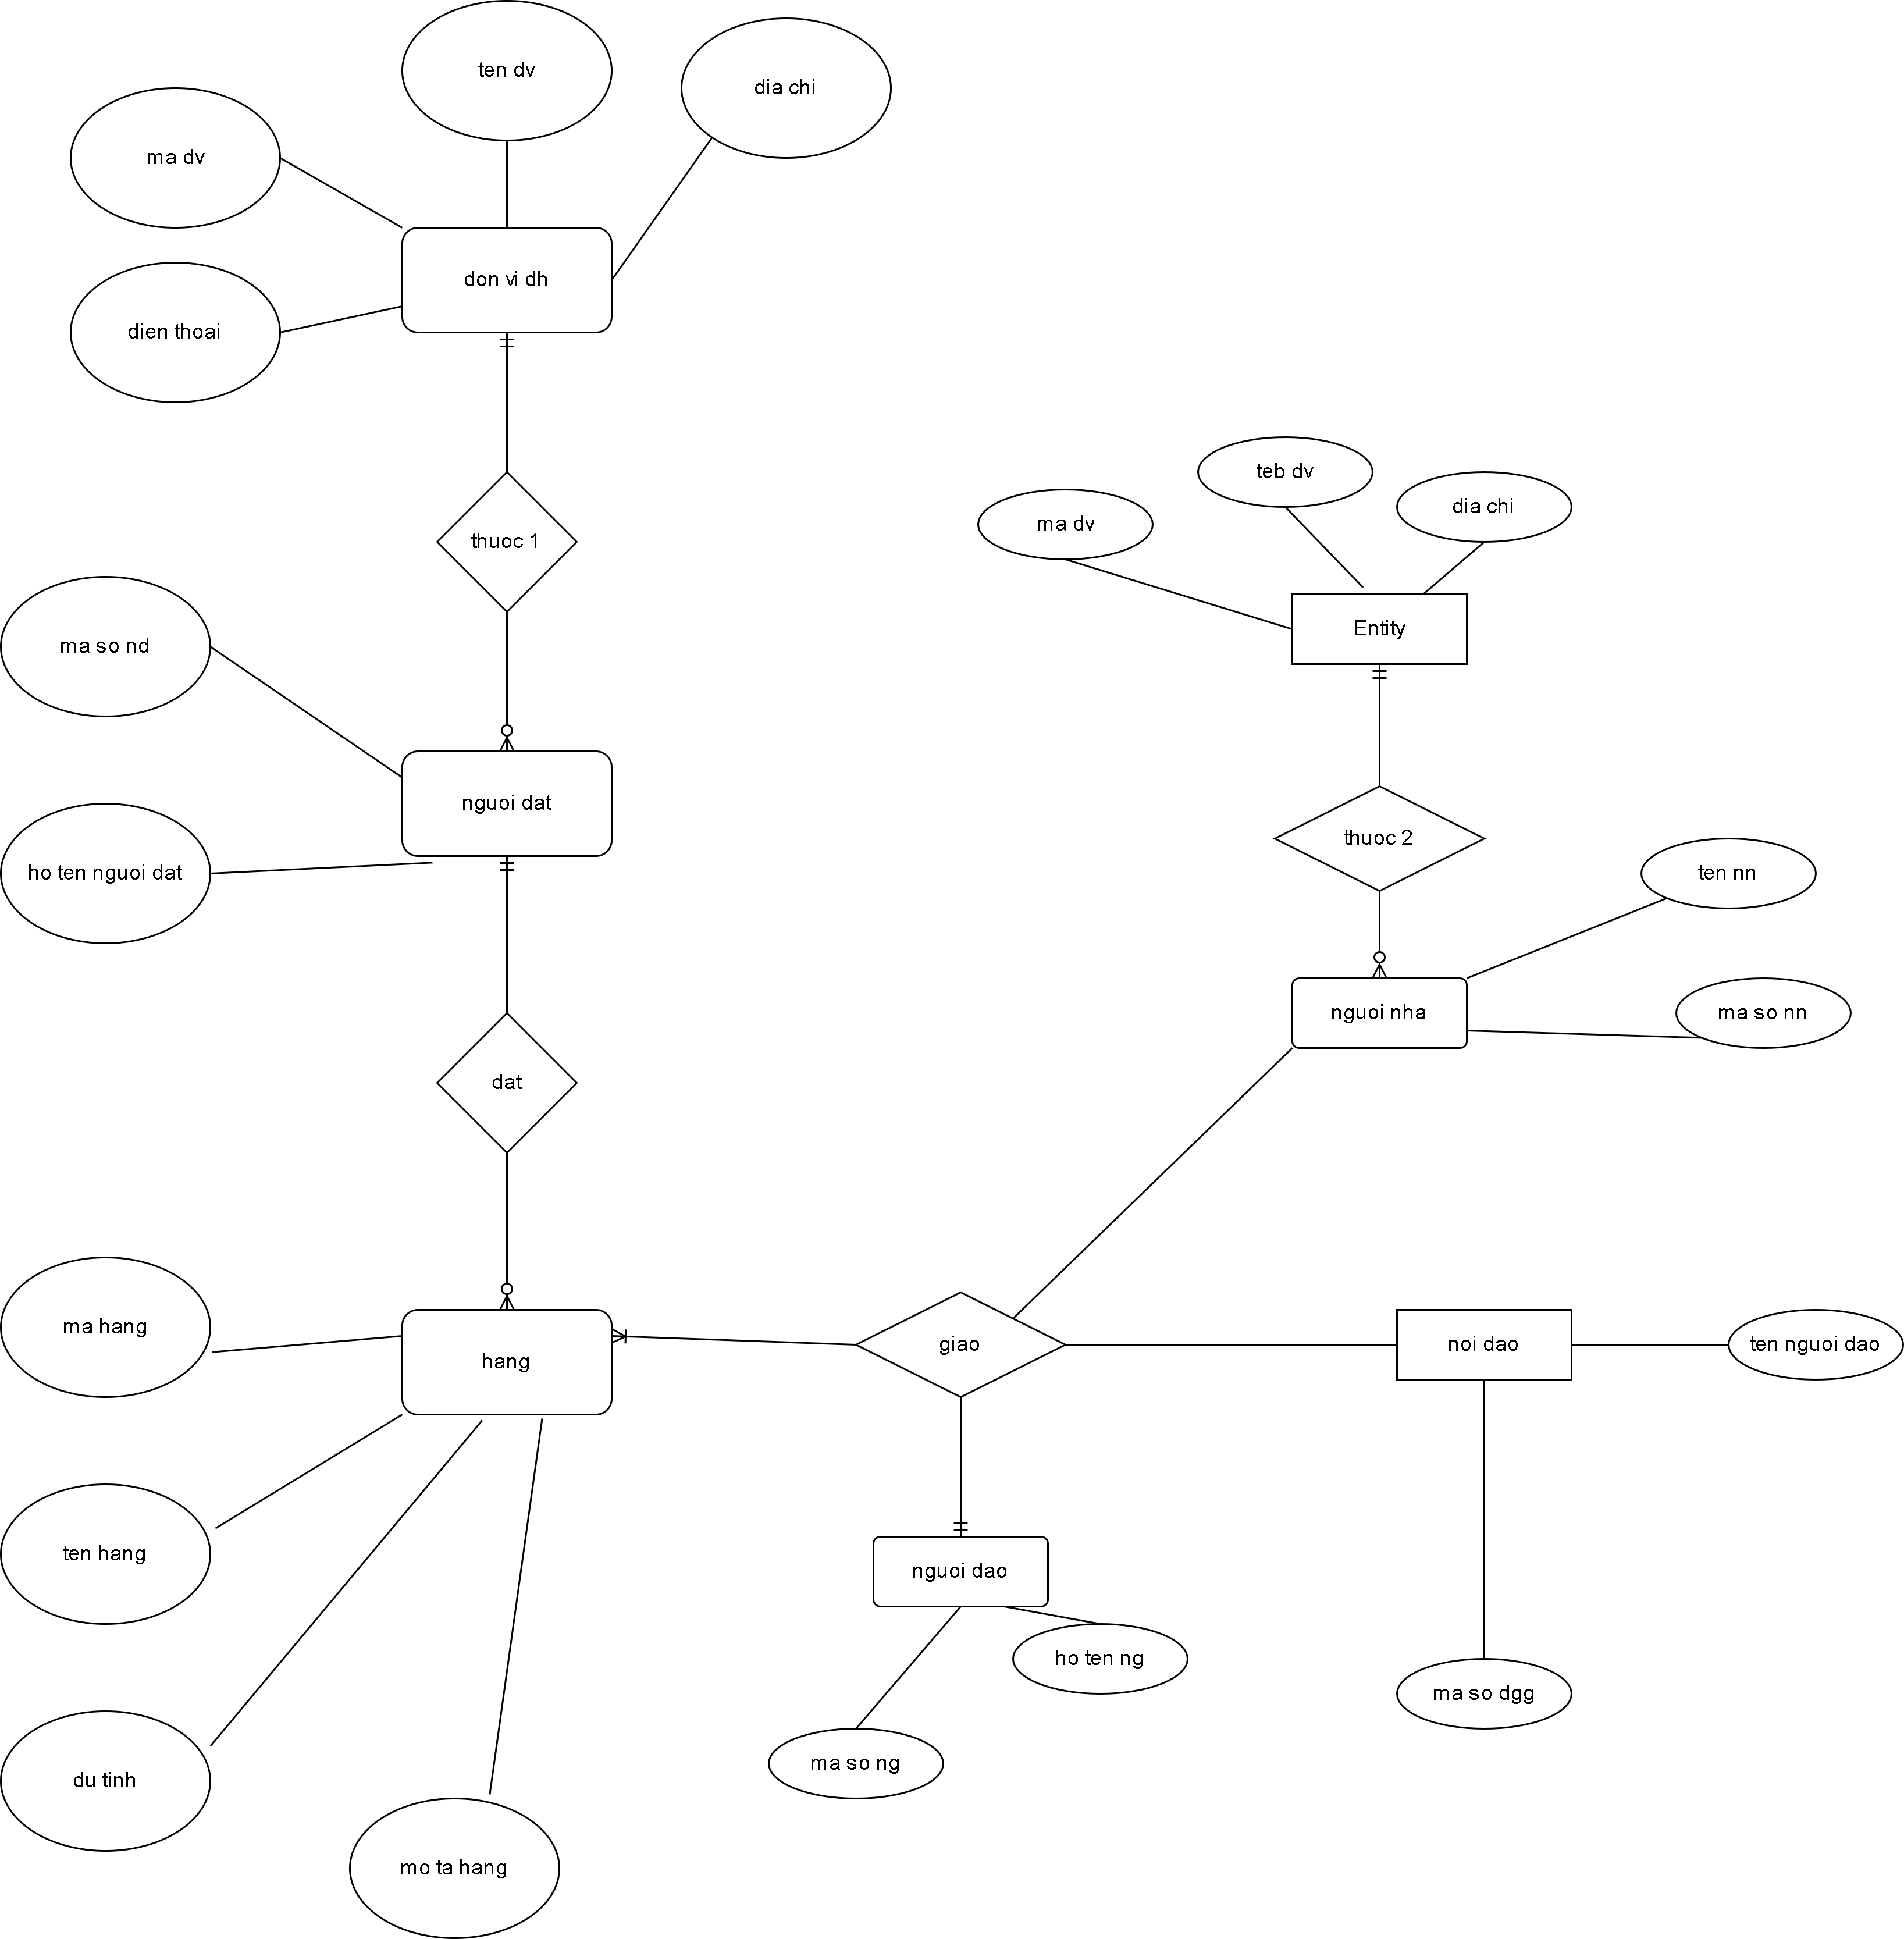 ten dv
dia chi
ma dv
don vi dh
dien thoai
teb dv
dia chi
ma dv
thuoc 1
Entity
ma so nd
nguoi dat
thuoc 2
ho ten nguoi dat
ten nn
nguoi nha
ma so nn
dat
ma hang
hang
giao
noi dao
ten nguoi dao
ten hang
nguoi dao
ho ten ng
ma so dgg
ma so ng
du tinh
mo ta hang